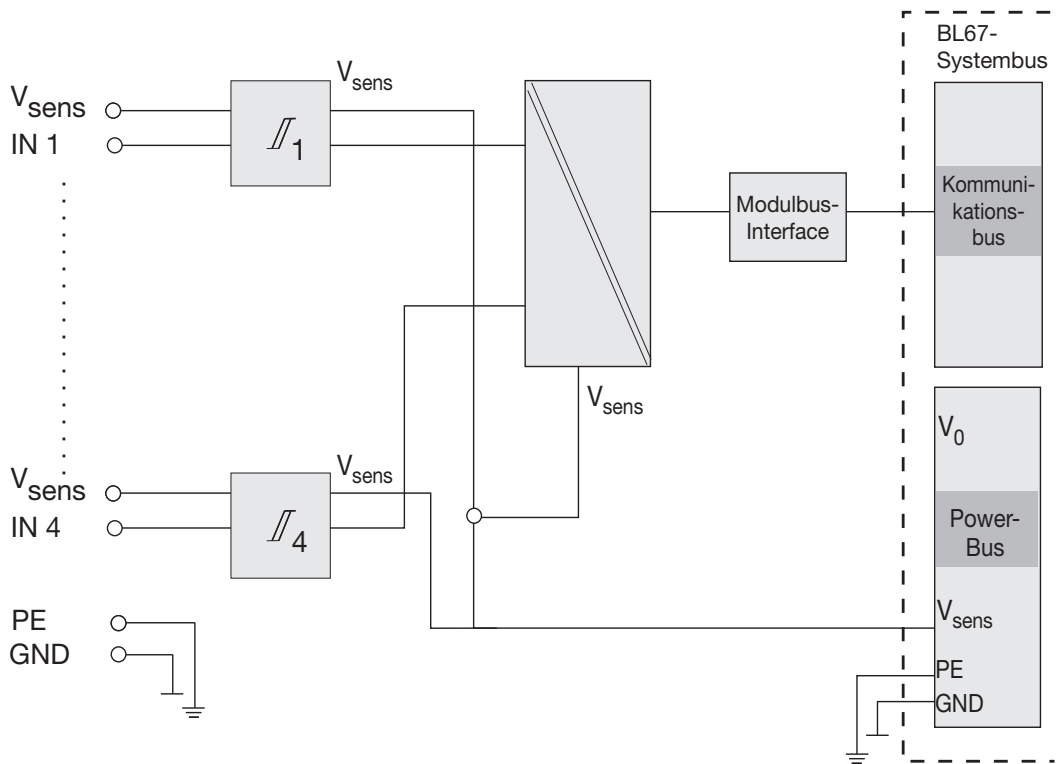 BL67-
Systembus
Vsens
IN 1
1
Vsens
Kommuni-
kations-
bus
Modulbus-
Interface
Vsens
V0
Vsens
IN 4
4
Vsens
Power-
Bus
Vsens
PE
GND
PE
GND